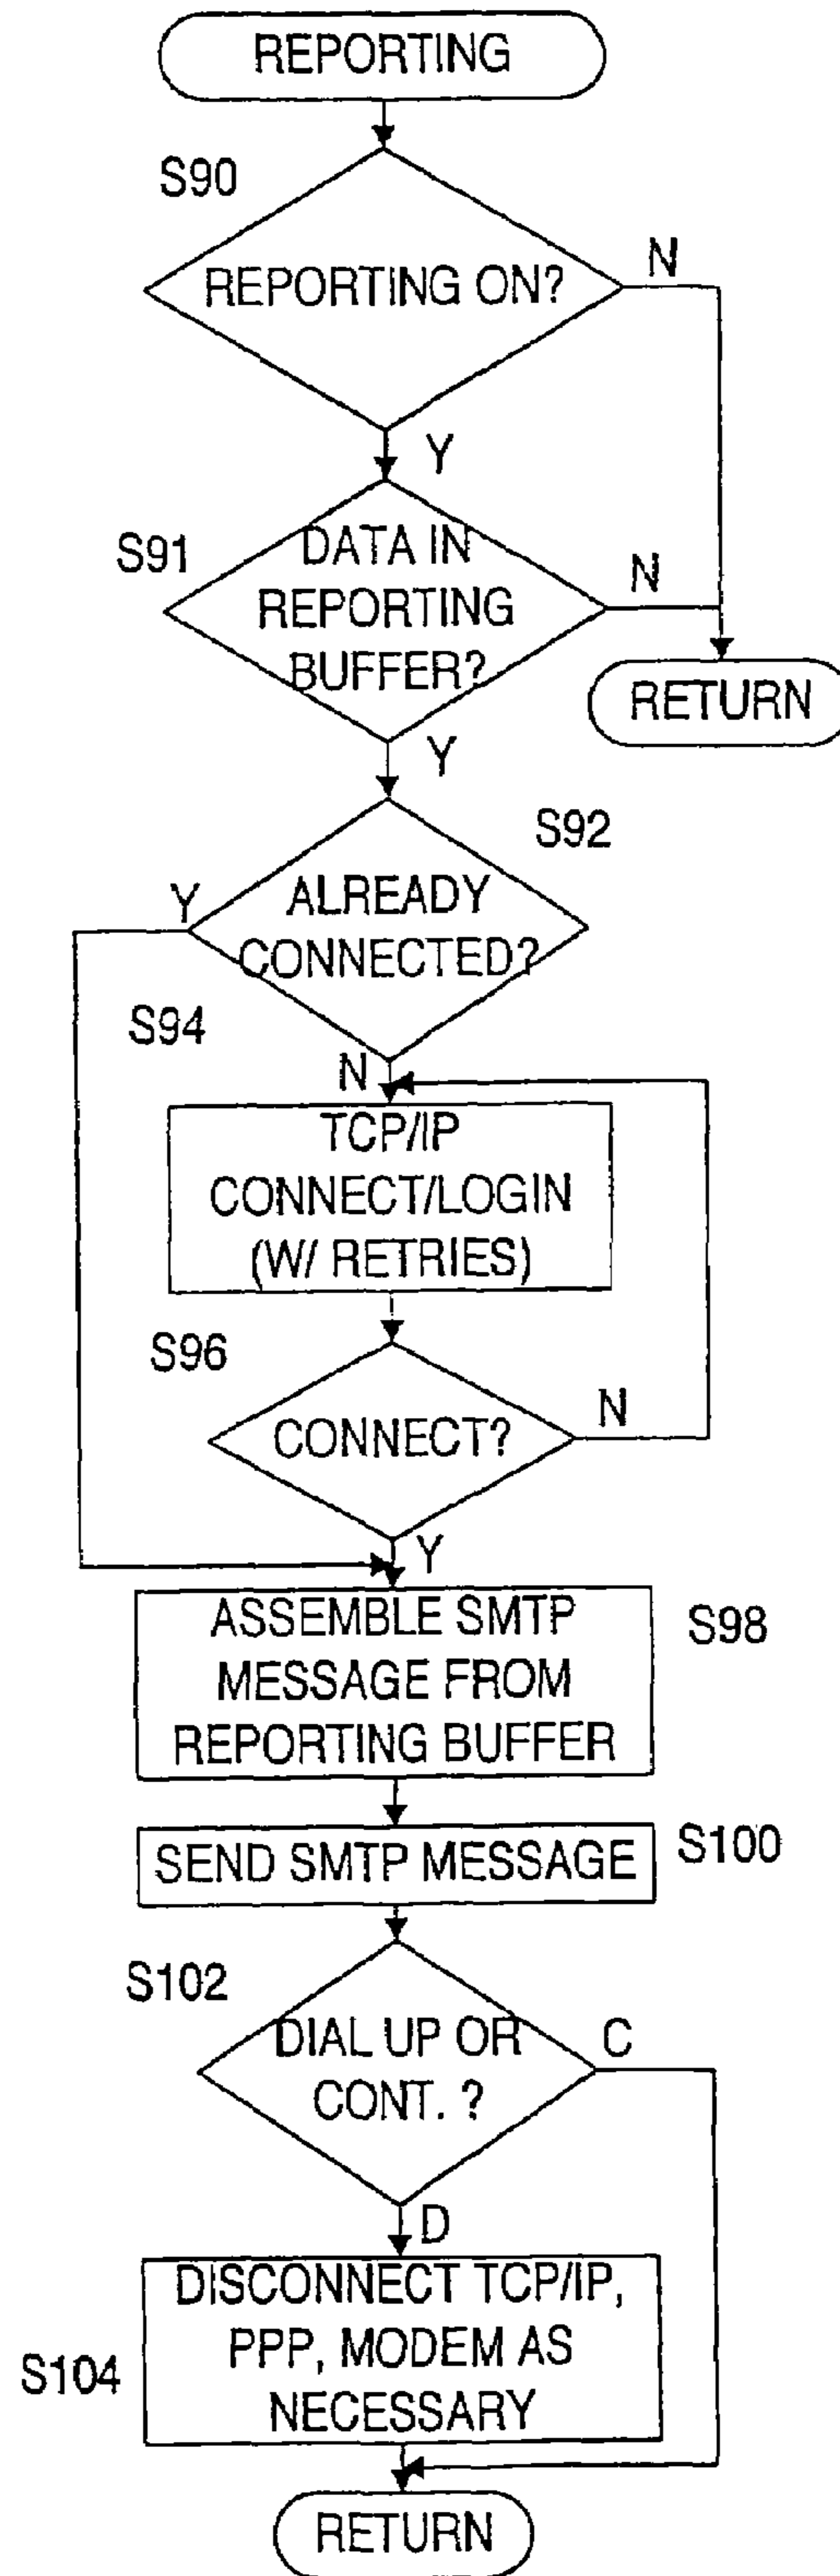 REPORTING
S90
REPORTING ON?
N
Y
S91
DATA IN
REPORTING
BUFFER?
N
RETURN
Y
S92
ALREADY
CONNECTED?
Y
S94
N
TCP/IP
CONNECT/LOGIN
(W/ RETRIES)
S96
CONNECT?
N
Y
ASSEMBLE SMTP
MESSAGE FROM
REPORTING BUFFER
S98
SEND SMTP MESSAGE
S100
S102
DIAL UP OR
CONT. ?
C
D
DISCONNECT TCP/IP,
PPP, MODEM AS
NECESSARY
S104
RETURN